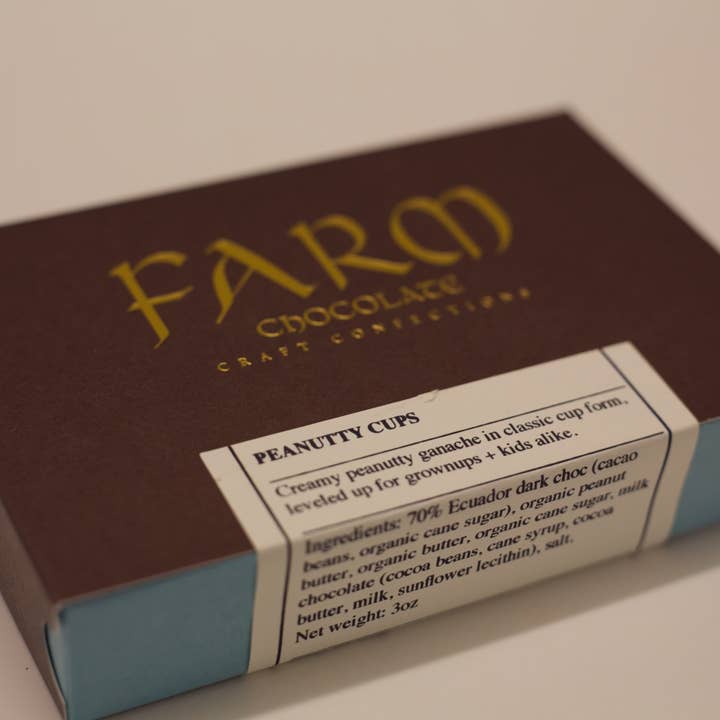 FARM
CHOCOLATE
CRAFT CONFECTIONS
PEANUTTY CUPS
Creamy peanutty ganache in classic cup form,
leveled up for grownups + kids alike.
Ingredients: 70% Ecuador dark choc (cacao
beans, organic cane sugar), organic peanut
butter, organic butter, organic cane sugar, milk
chocolate (cocoa beans, cane syrup, cocoa
butter, milk, sunflower lecithin), salt.
Net weight: 3oz